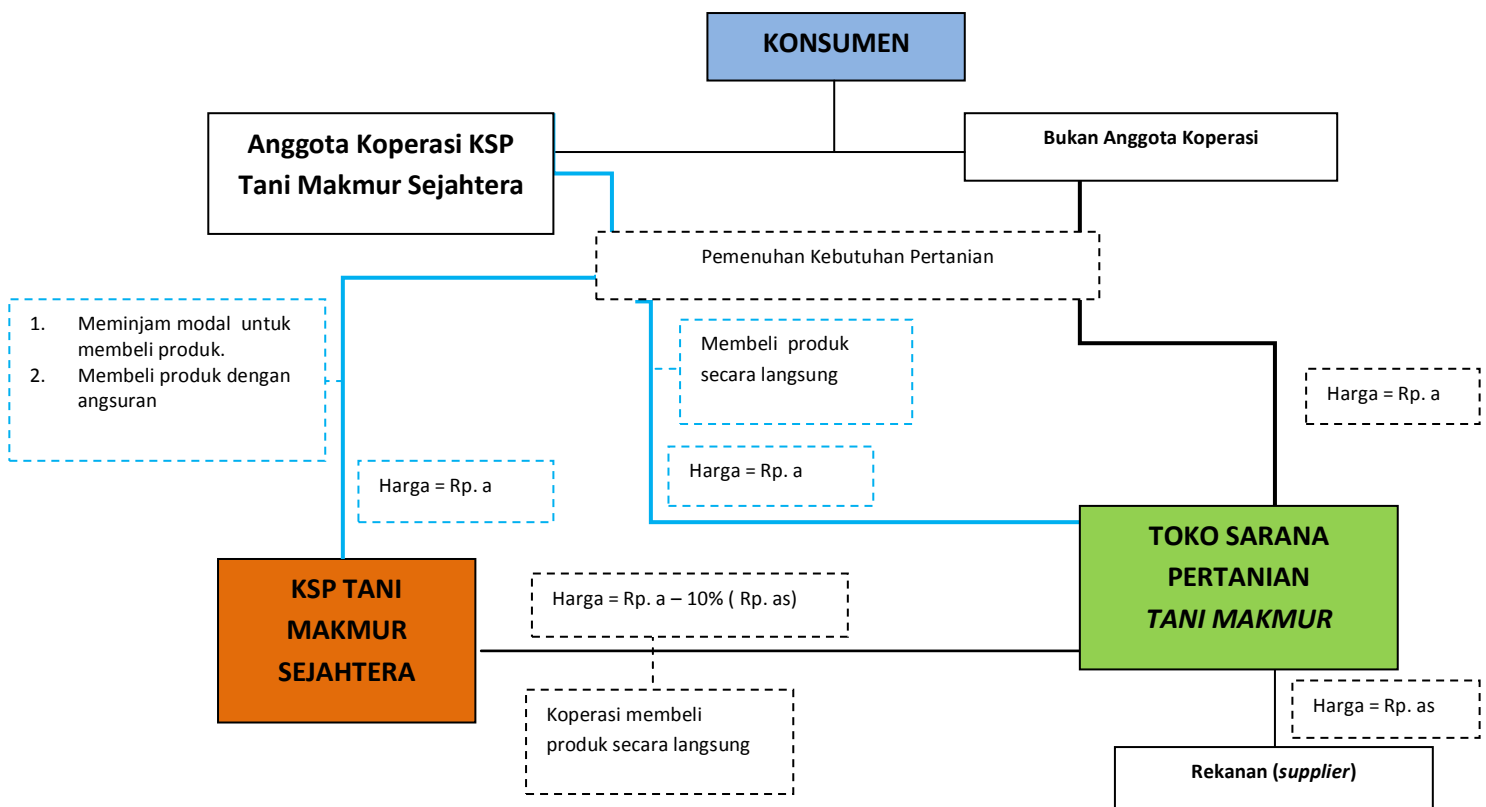 KONSUMEN
Anggota Koperasi KSP
Tani Makmur Sejahtera
Bukan Anggota Koperasi
Pemenuhan Kebutuhan Pertanian
1. Meminjam modal untuk
membeli produk.
2. Membeli produk dengan
angsuran
Membeli produk
secara langsung
Harga = Rp. a
Harga = Rp. a
Harga = Rp. a
KSP TANI
MAKMUR
SEJAHTERA
Harga = Rp. a – 10% ( Rp. as)
TOKO SARANA
PERTANIAN
TANI MAKMUR
Koperasi membeli
produk secara langsung
Harga = Rp. as
Rekanan (supplier)